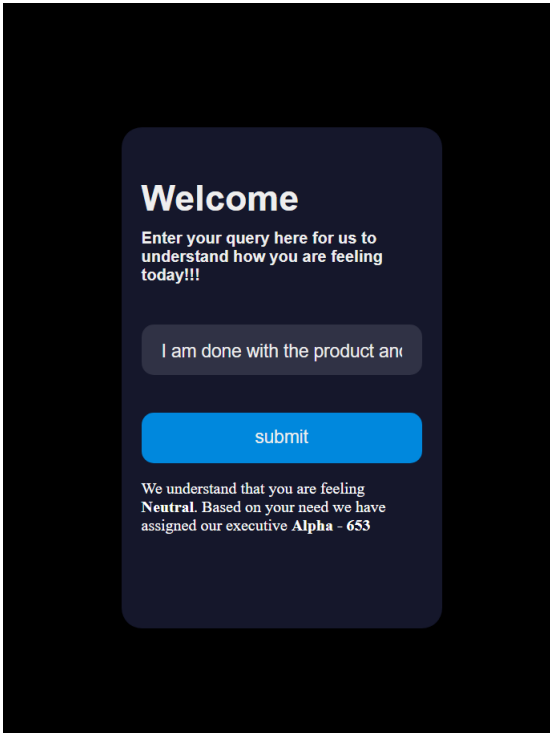 Welcome
Enter your query here for us to
understand how you are feeling
today!!!
I am done with the product and
submit
We understand that you are feeling
Neutral. Based on your need we have
assigned our executive Alpha - 653